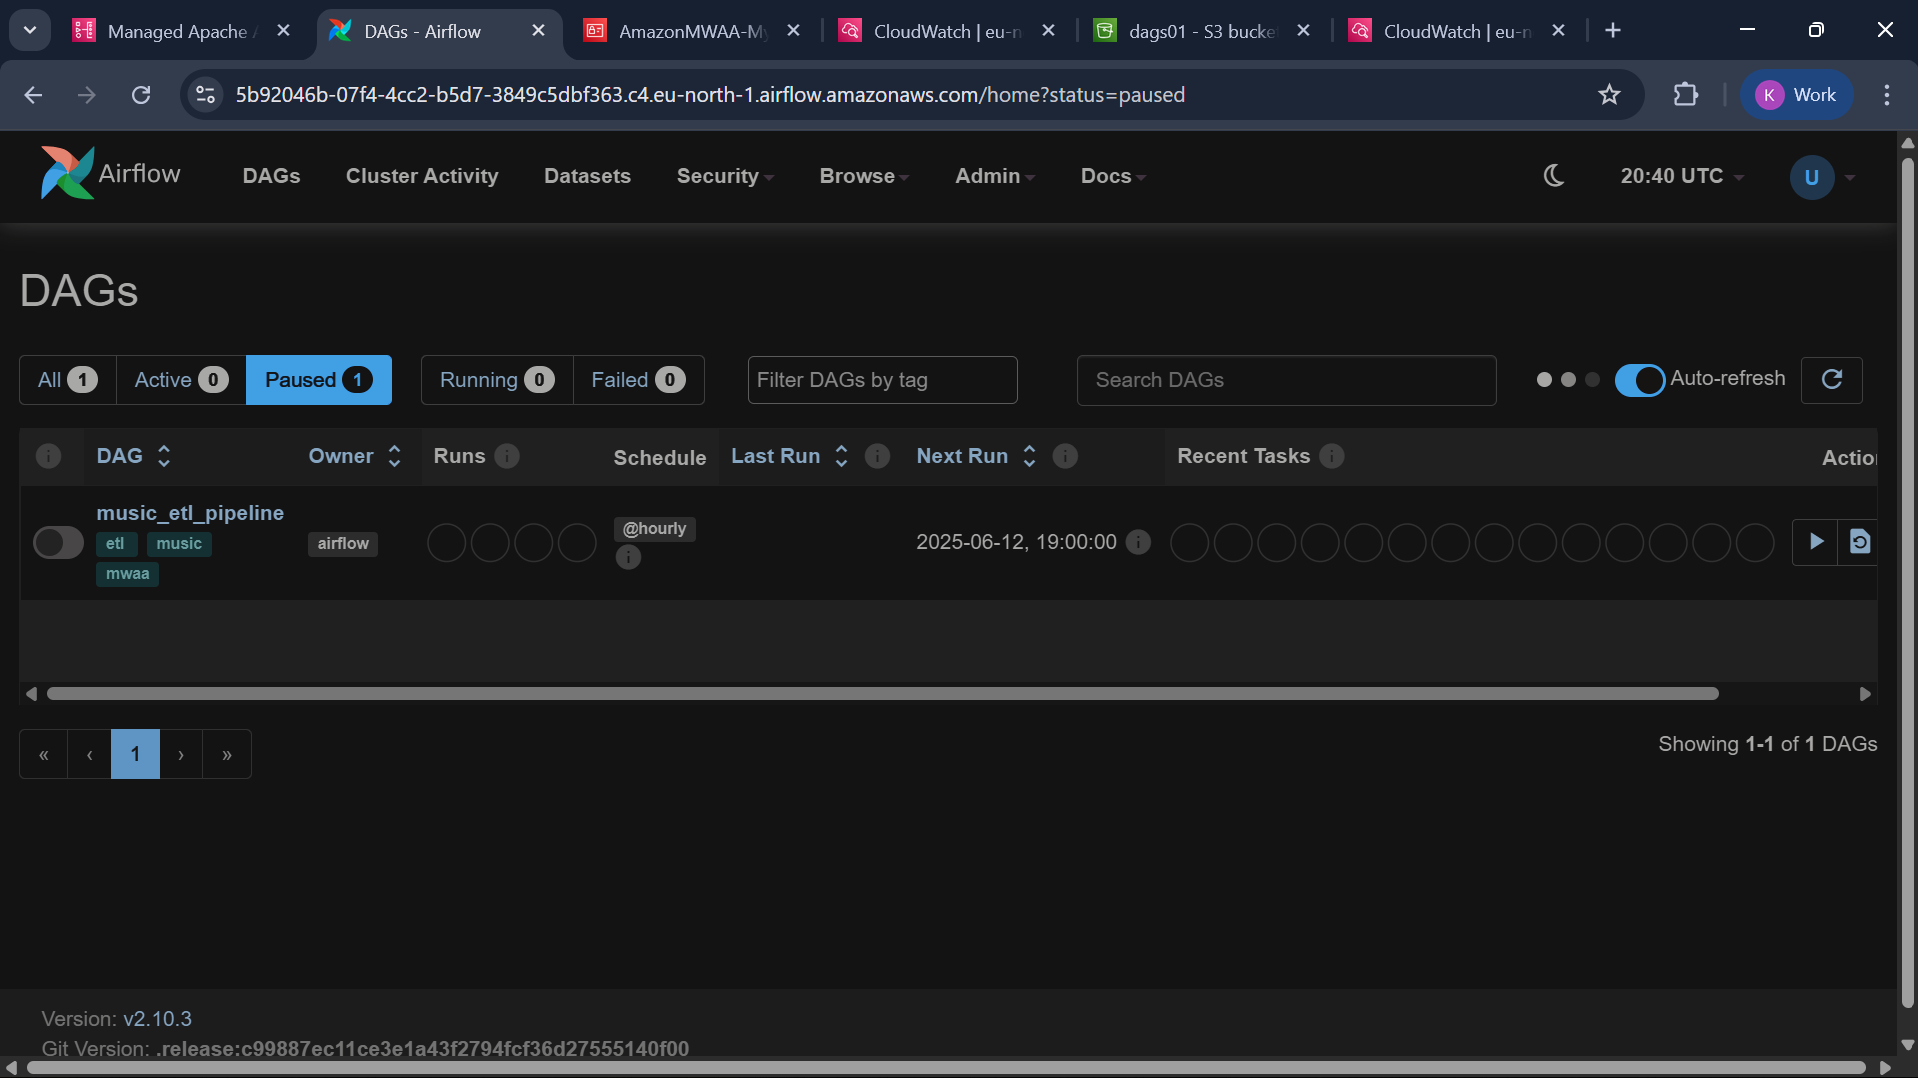 Managed Apache A
DAGs - Airflow
AmazonMWAA-My
CloudWatch | eu-n
dags01 - S3 bucke
CloudWatch | eu-n
5b92046b-07f4-4cc2-b5d7-3849c5dbf363.c4.eu-north-1.airflow.amazonaws.com/home?status=paused
K Work
Airflow DAGs Cluster Activity Datasets Security Browse Admin Docs 20:40 UTC U
DAGs
All 1 Active 0 Paused 1 Running 0 Failed 0 Filter DAGs by tag Search DAGs Auto-refresh
DAG Owner Runs Schedule Last Run Next Run Recent Tasks Actio
music_etl_pipeline
etl music
mwaa
airflow
@hourly
2025-06-12, 19:00:00
« ‹ 1 › »
Showing 1-1 of 1 DAGs
Version: v2.10.3
Git Version: .release:c99887ec11ce3e1a43f2794fcf36d27555140f00